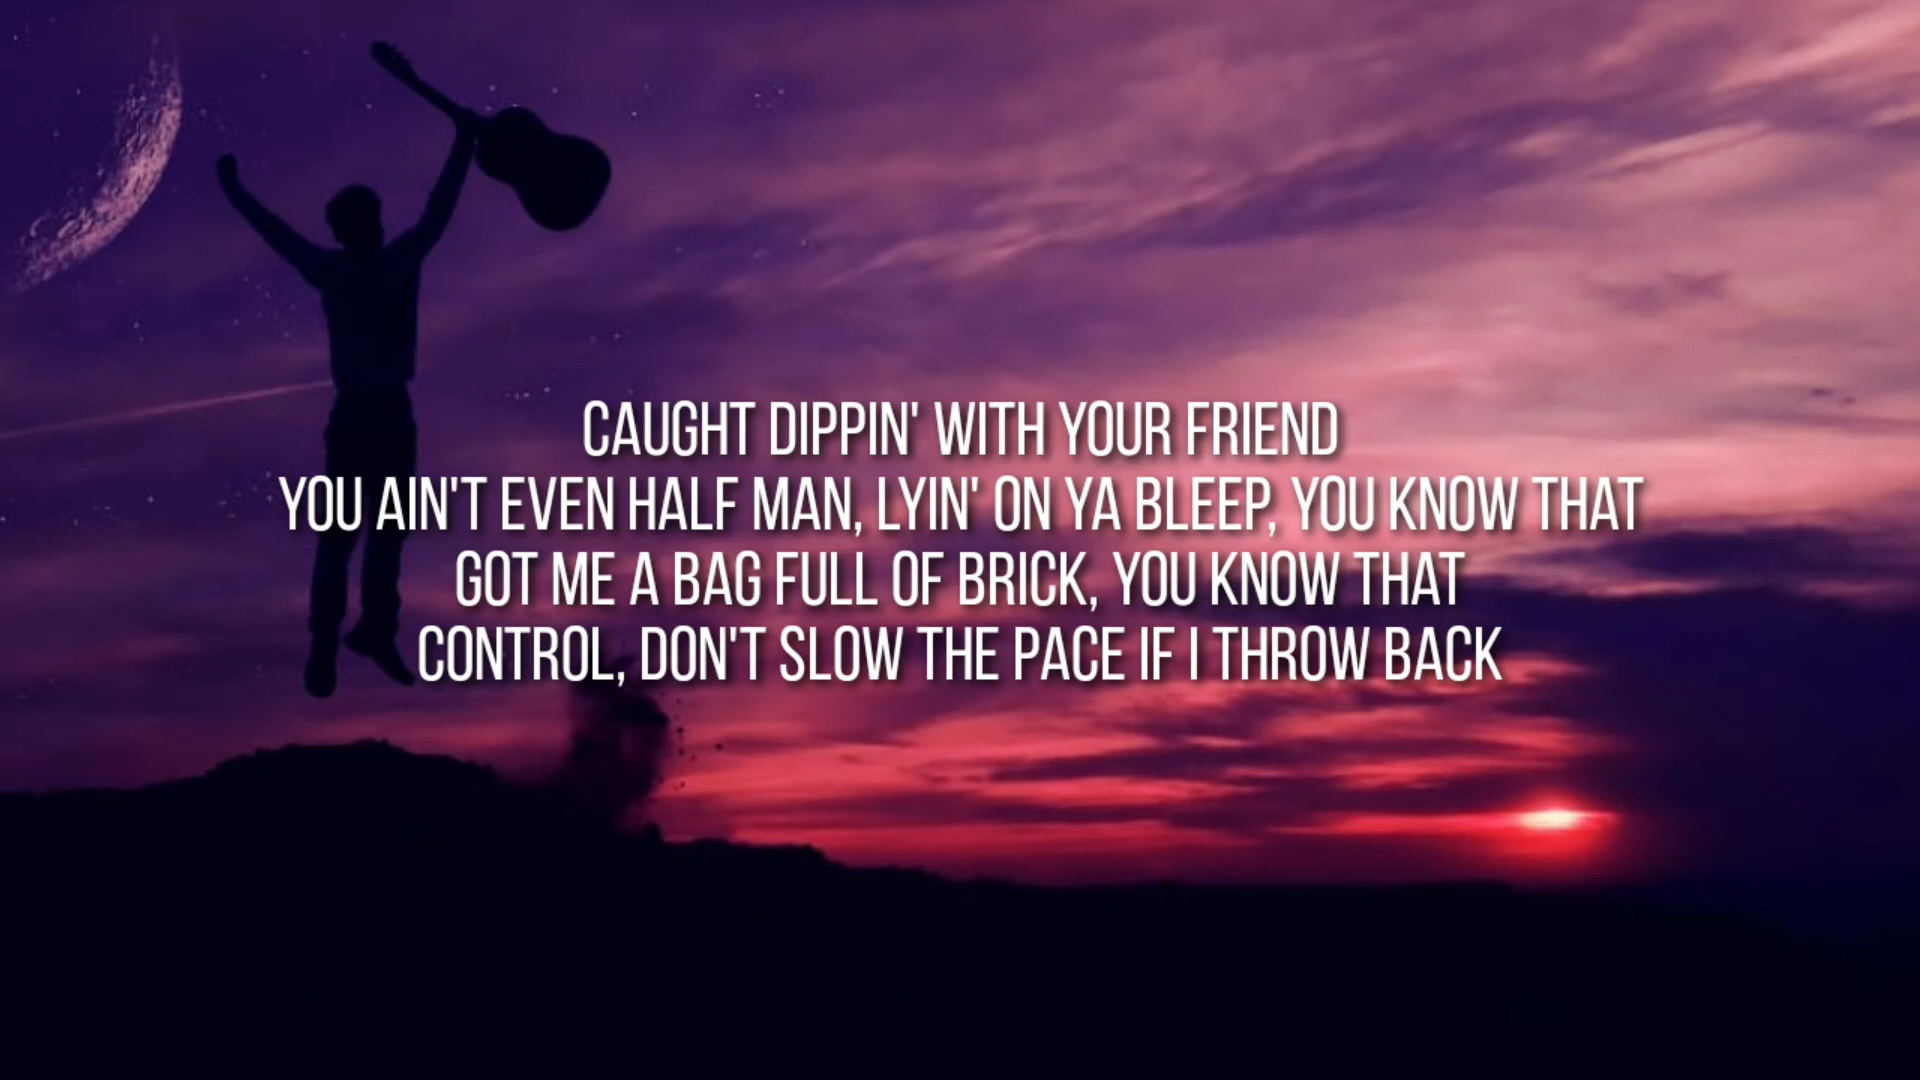 CAUGHT DIPPIN' WITH YOUR FRIEND
YOU AIN'T EVEN HALF MAN, LYIN' ON YA BLEEP, YOU KNOW THAT
GOT ME A BAG FULL OF BRICK, YOU KNOW THAT
CONTROL, DON'T SLOW THE PACE IF I THROW BACK